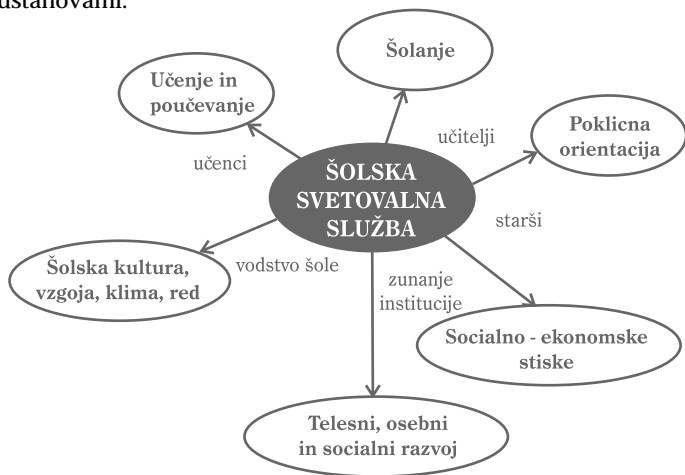 ustanovami.
Šolanje
Učenje in
poučevanje
učitelji
Poklicna
orientacija
učenci
ŠOLSKA
SVETOVALNA
SLUŽBA
starši
Šolska kultura,
vzgoja, klima, red
vodstvo šole
zunanje
institucije
Socialno - ekonomske
stiske
Telesni, osebni
in socialni razvoj